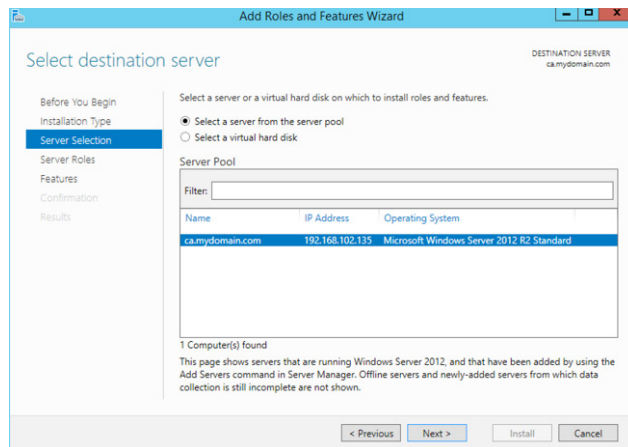 Add Roles and Features Wizard
Select destination server
DESTINATION SERVER
ca.mydomain.com
Before You Begin
Installation Type
Server Selection
Server Roles
Features
Confirmation
Results
Select a server or a virtual hard disk on which to install roles and features.
Select a server from the server pool
Select a virtual hard disk
Server Pool
Filter:
Name IP Address Operating System
ca.mydomain.com 192.168.102.135 Microsoft Windows Server 2012 R2 Standard
1 Computer(s) found
This page shows servers that are running Windows Server 2012, and that have been added by using the
Add Servers command in Server Manager. Offline servers and newly-added servers from which data
collection is still incomplete are not shown.
< Previous Next > Install Cancel